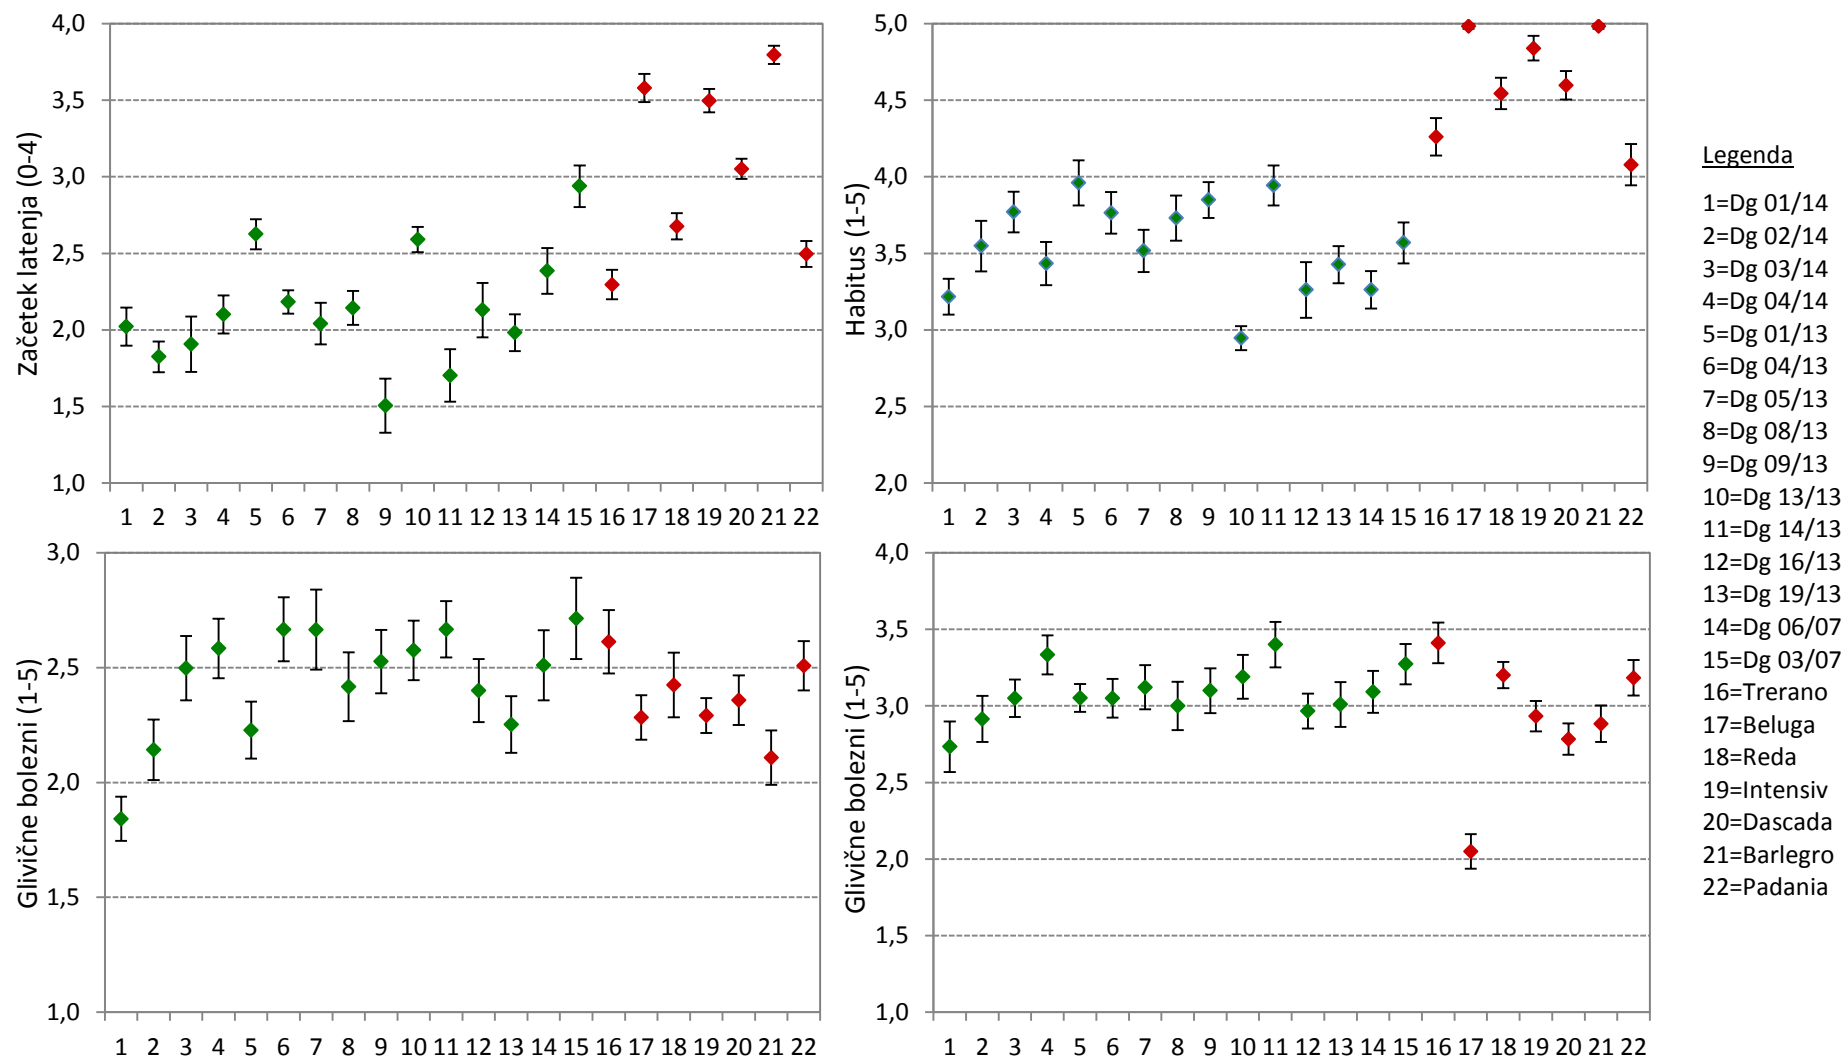 Začetek latenja (0-4)
4,0
3,5
3,0
2,5
2,0
1,5
1,0
1 2 3 4 5 6 7 8 9 10 11 12 13 14 15 16 17 18 19 20 21 22
Habitus (1-5)
5,0
4,5
4,0
3,5
3,0
2,5
2,0
1 2 3 4 5 6 7 8 9 10 11 12 13 14 15 16 17 18 19 20 21 22
Glivične bolezni (1-5)
3,0
2,5
2,0
1,5
1,0
1 2 3 4 5 6 7 8 9 10 11 12 13 14 15 16 17 18 19 20 21 22
Glivične bolezni (1-5)
4,0
3,5
3,0
2,5
2,0
1,5
1,0
1 2 3 4 5 6 7 8 9 10 11 12 13 14 15 16 17 18 19 20 21 22
Legenda
1=Dg 01/14
2=Dg 02/14
3=Dg 03/14
4=Dg 04/14
5=Dg 01/13
6=Dg 04/13
7=Dg 05/13
8=Dg 08/13
9=Dg 09/13
10=Dg 13/13
11=Dg 14/13
12=Dg 16/13
13=Dg 19/13
14=Dg 06/07
15=Dg 03/07
16=Trerano
17=Beluga
18=Reda
19=Intensiv
20=Dascada
21=Barlegro
22=Padania